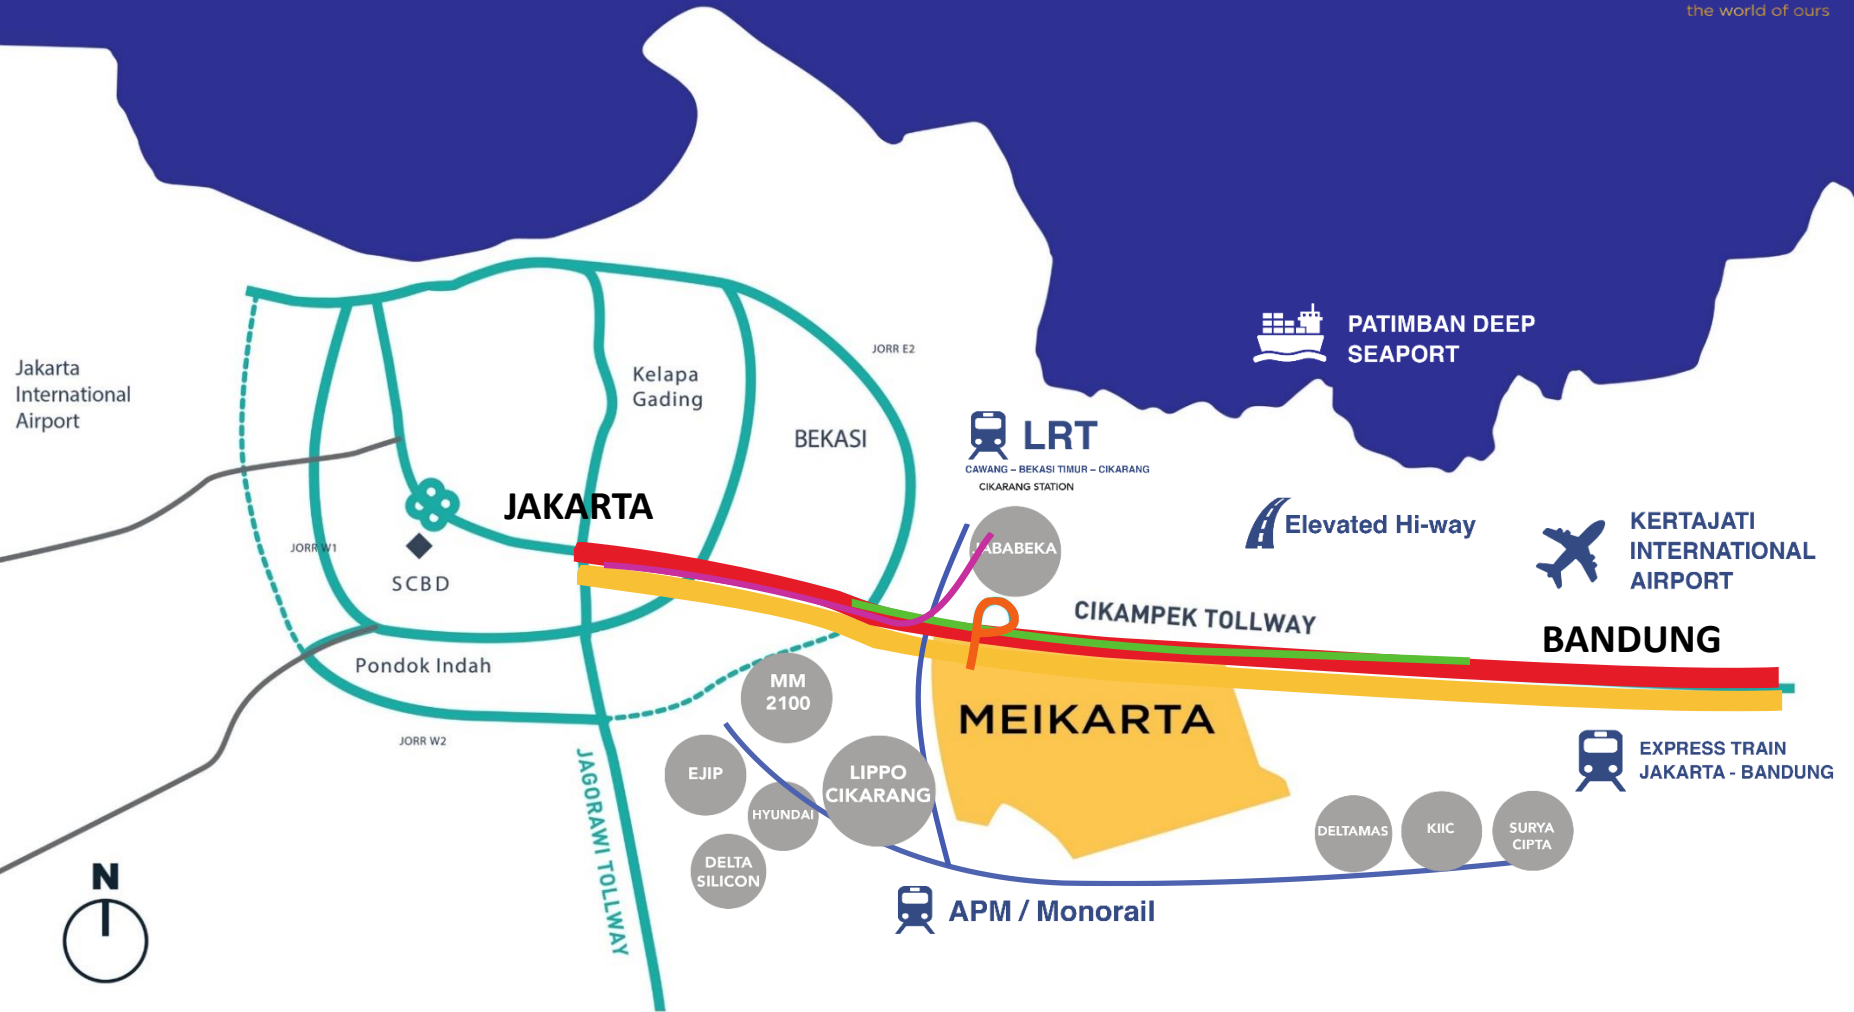 the world of ours
PATIMBAN DEEP
SEAPORT
JORR E2
Jakarta
International
Airport
Kelapa
Gading
BEKASI
LRT
CAWANG – BEKASI TIMUR – CIKARANG
CIKARANG STATION
JAKARTA
Elevated Hi-way
KERTAJATI
INTERNATIONAL
AIRPORT
JORR W1
JABABEKA
SCBD
CIKAMPEK TOLLWAY
BANDUNG
Pondok Indah
MM
2100
MEIKARTA
JORR W2
EXPRESS TRAIN
JAKARTA - BANDUNG
EJIP
LIPPO
CIKARANG
HYUNDAI
JAGORAWI TOLLWAY
DELTAMAS
KIIC
SURYA
CIPTA
DELTA
SILICON
N
APM / Monorail